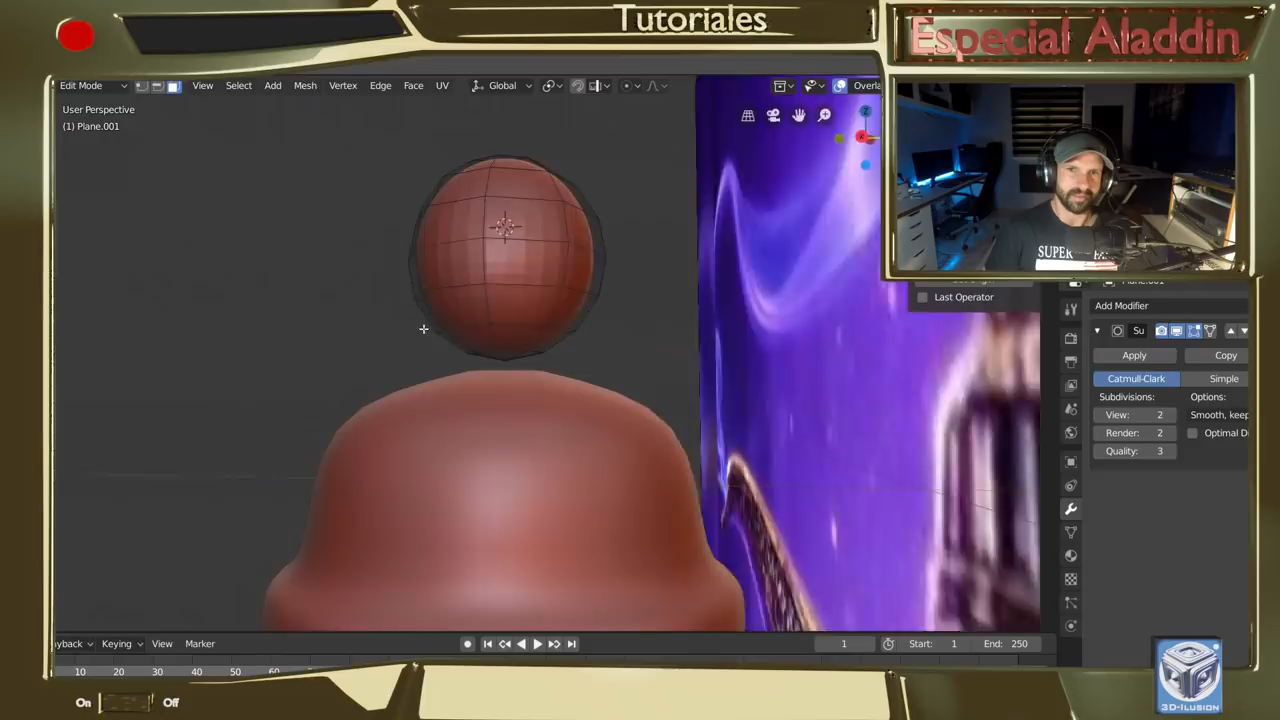 Tutoriales
Especial Aladdin
Edit Mode
View
Select
Add
Mesh
Vertex
Edge
Face
UV
Global
Overla
User Perspective
(1) Plane.001
SUPER
Last Operator
Add Modifier
Su
Apply
Copy
Catmull-Clark
Simple
Subdivisions:
Options:
View: 2
Smooth, keep
Render: 2
Optimal D
Quality: 3
yback
Keying
View
Marker
1
Start: 1
End: 250
10 20 30 40 50 60
On
Off
3D-ILUSION